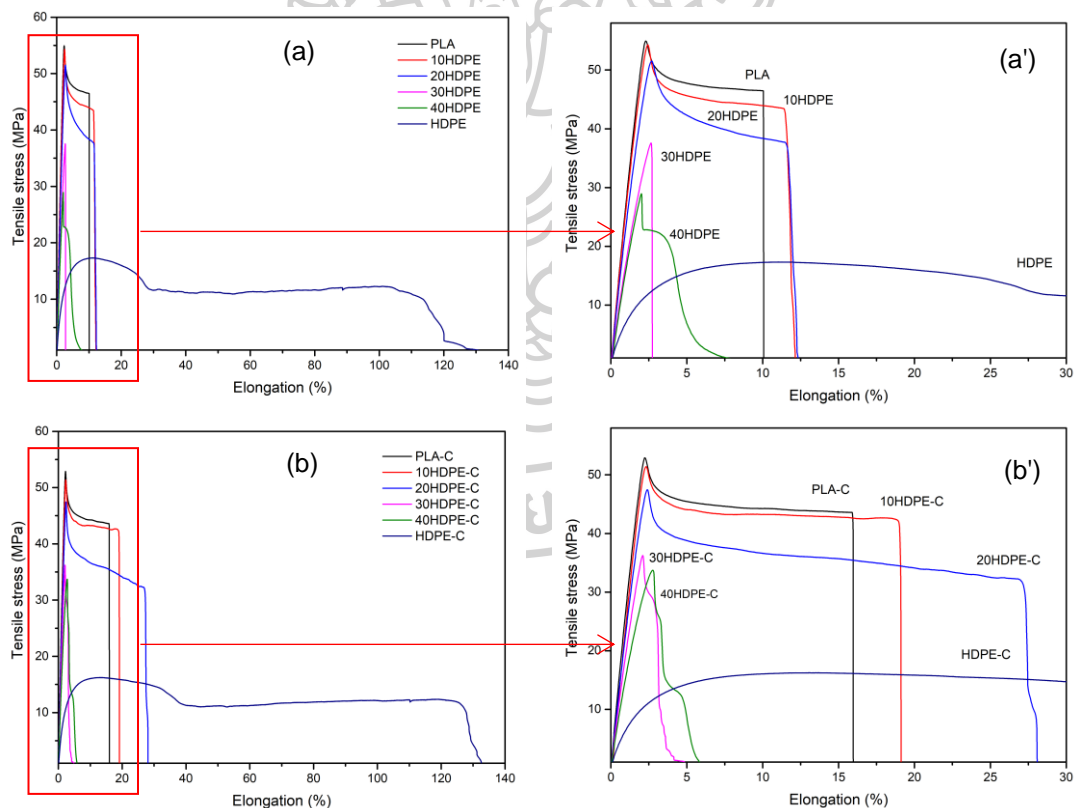 (a)
60
50
40
30
20
10
0 20 40 60 80 100 120 140
Tensile stress (MPa)
Elongation (%)
PLA
10HDPE
20HDPE
30HDPE
40HDPE
HDPE
(a')
50
40
30
20
10
0 5 10 15 20 25 30
Tensile stress (MPa)
Elongation (%)
PLA
10HDPE
20HDPE
30HDPE
40HDPE
HDPE
(b)
60
50
40
30
20
10
0 20 40 60 80 100 120 140
Tensile stress (MPa)
Elongation (%)
PLA-C
10HDPE-C
20HDPE-C
30HDPE-C
40HDPE-C
HDPE-C
(b')
50
40
30
20
10
0 5 10 15 20 25 30
Tensile stress (MPa)
Elongation (%)
PLA-C
10HDPE-C
20HDPE-C
30HDPE-C
40HDPE-C
HDPE-C